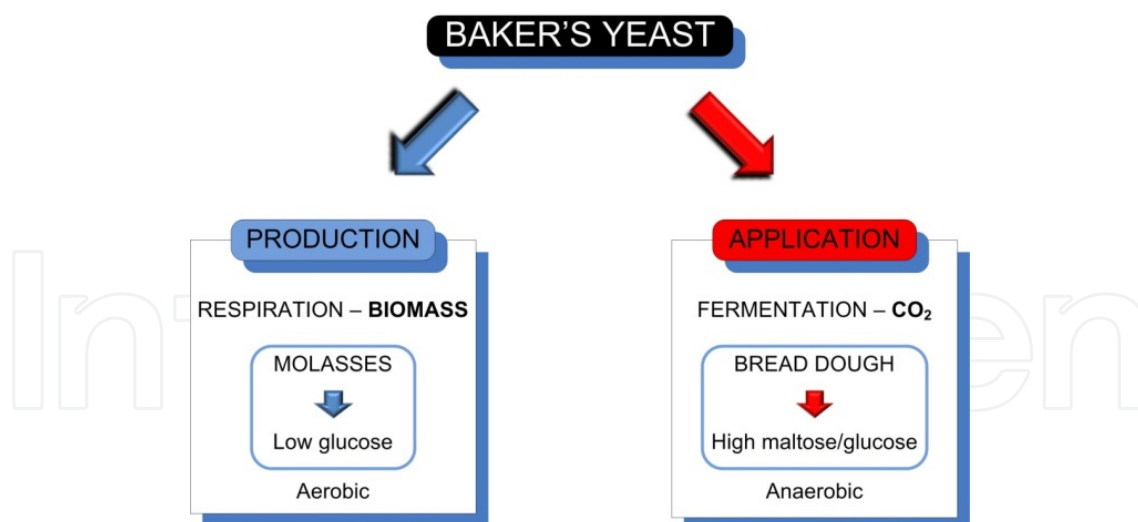 BAKER’S YEAST
PRODUCTION
RESPIRATION – BIOMASS
MOLASSES
Low glucose
Aerobic
APPLICATION
FERMENTATION – CO₂
BREAD DOUGH
High maltose/glucose
Anaerobic